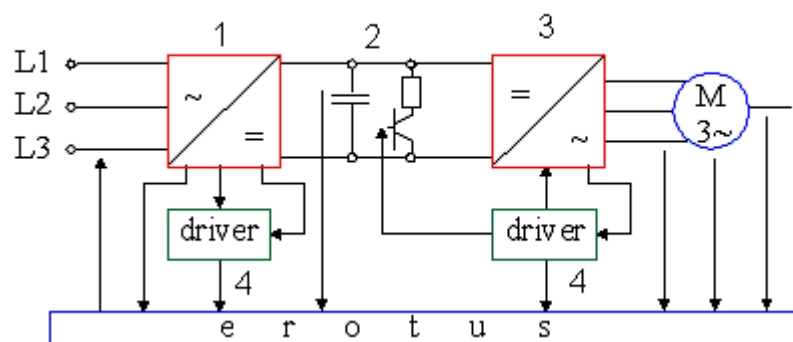 1 2 3
L1
L2
L3
~ =
= ~
M
3~
driver driver
4 4
e r o t u s